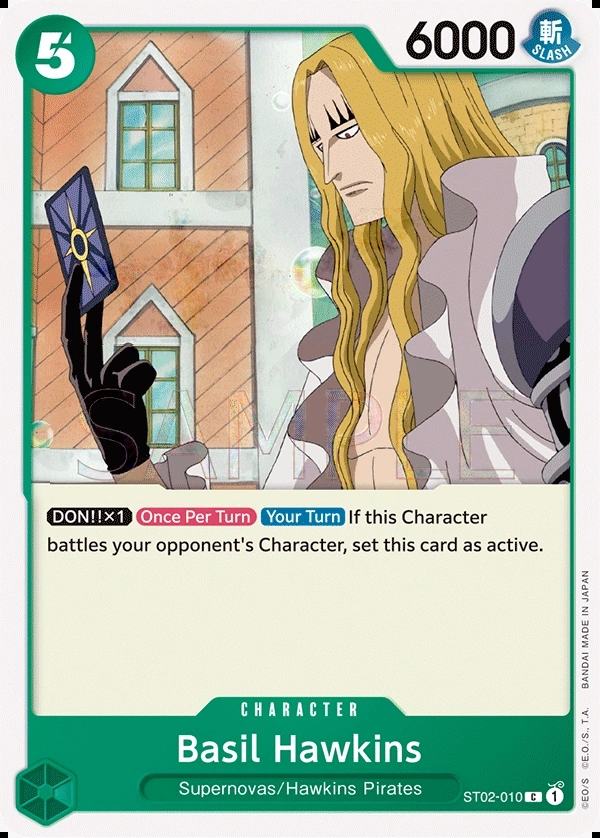 5
6000
斬
SLASH
SAMPLE
DON!!×1 Once Per Turn Your Turn If this Character
battles your opponent's Character, set this card as active.
CHARACTER
Basil Hawkins
Supernovas/Hawkins Pirates
ST02-010 C 1
©EO/S ©E.O./S., T.A. BANDAI MADE IN JAPAN